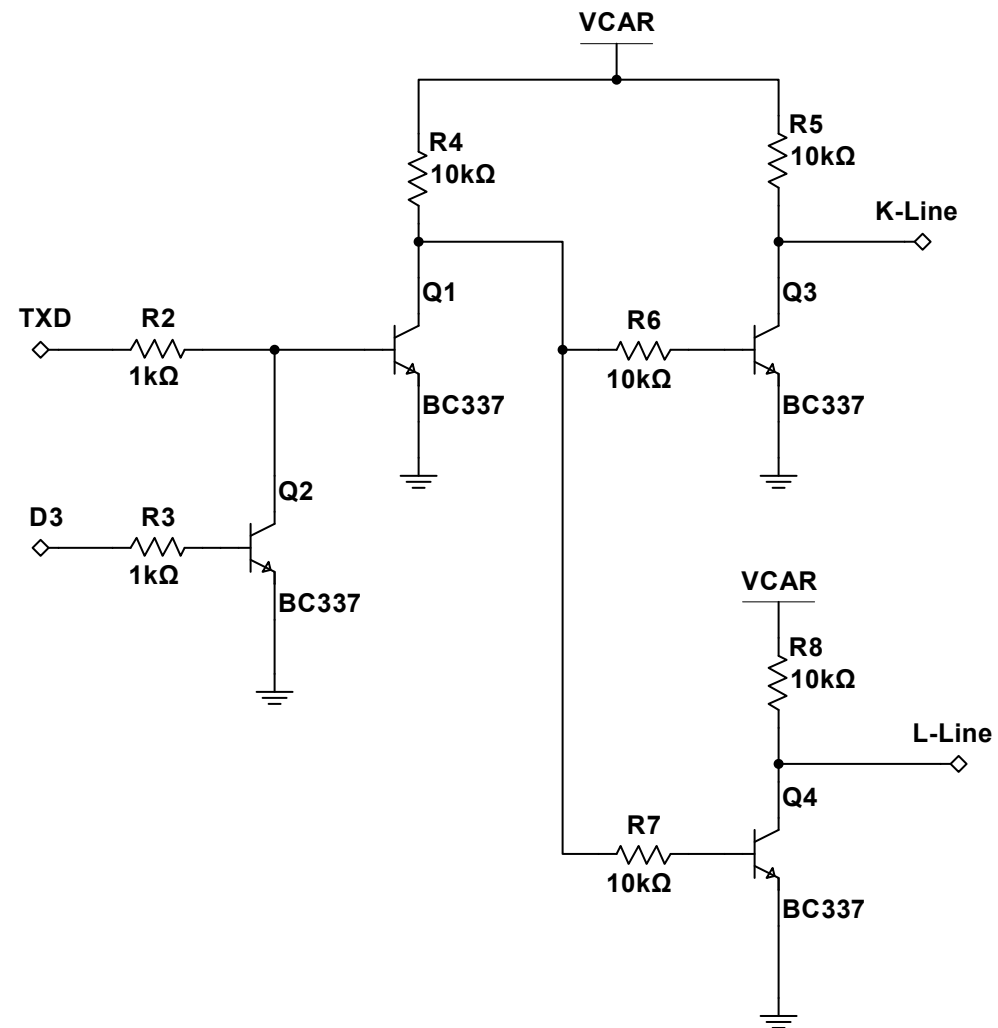 VCAR
R4
10kΩ
R5
10kΩ
K-Line
Q1
Q3
TXD
R2
1kΩ
R6
10kΩ
BC337
BC337
Q2
D3
R3
1kΩ
BC337
VCAR
R8
10kΩ
L-Line
Q4
R7
10kΩ
BC337